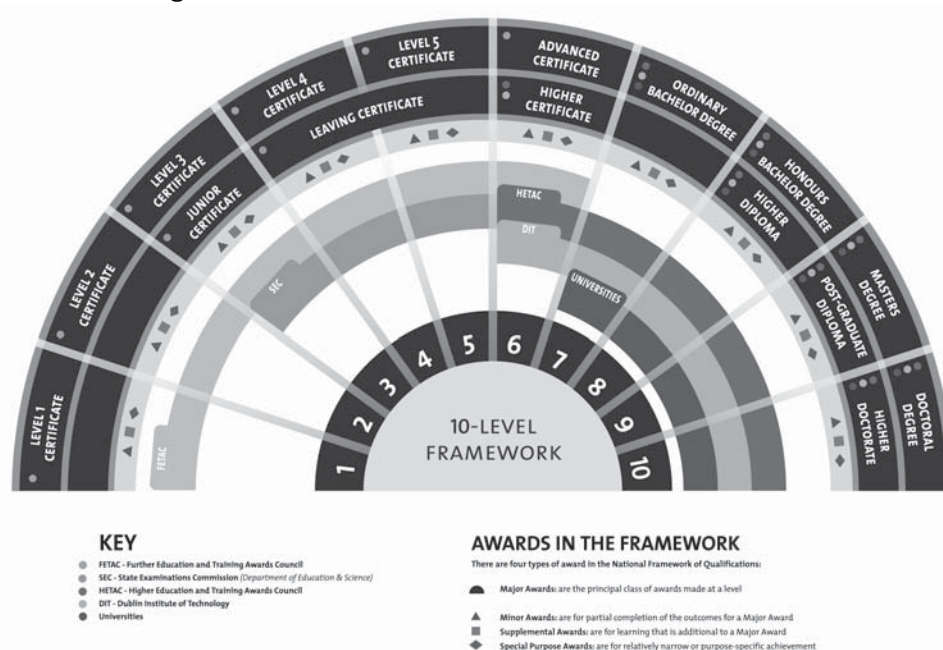 LEVEL 1
CERTIFICATE
LEVEL 2
CERTIFICATE
LEVEL 3
CERTIFICATE
JUNIOR
CERTIFICATE
LEVEL 4
CERTIFICATE
LEVEL 5
CERTIFICATE
LEAVING CERTIFICATE
ADVANCED
CERTIFICATE
HIGHER
CERTIFICATE
ORDINARY
BACHELOR DEGREE
HONOURS
BACHELOR DEGREE
HIGHER
DIPLOMA
MASTERS
DEGREE
POST-GRADUATE
DIPLOMA
DOCTORAL
DEGREE
HIGHER
DOCTORATE
FETAC
SEC
HETAC
DIT
UNIVERSITIES
1
2
3
4
5
6
7
8
9
10
10-LEVEL
FRAMEWORK
KEY
FETAC - Further Education and Training Awards Council
SEC - State Examinations Commission (Department of Education & Science)
HETAC - Higher Education and Training Awards Council
DIT - Dublin Institute of Technology
Universities
AWARDS IN THE FRAMEWORK
There are four types of award in the National Framework of Qualifications:
Major Awards: are the principal class of awards made at a level
Minor Awards: are for partial completion of the outcomes for a Major Award
Supplemental Awards: are for learning that is additional to a Major Award
Special Purpose Awards: are for relatively narrow or purpose-specific achievement